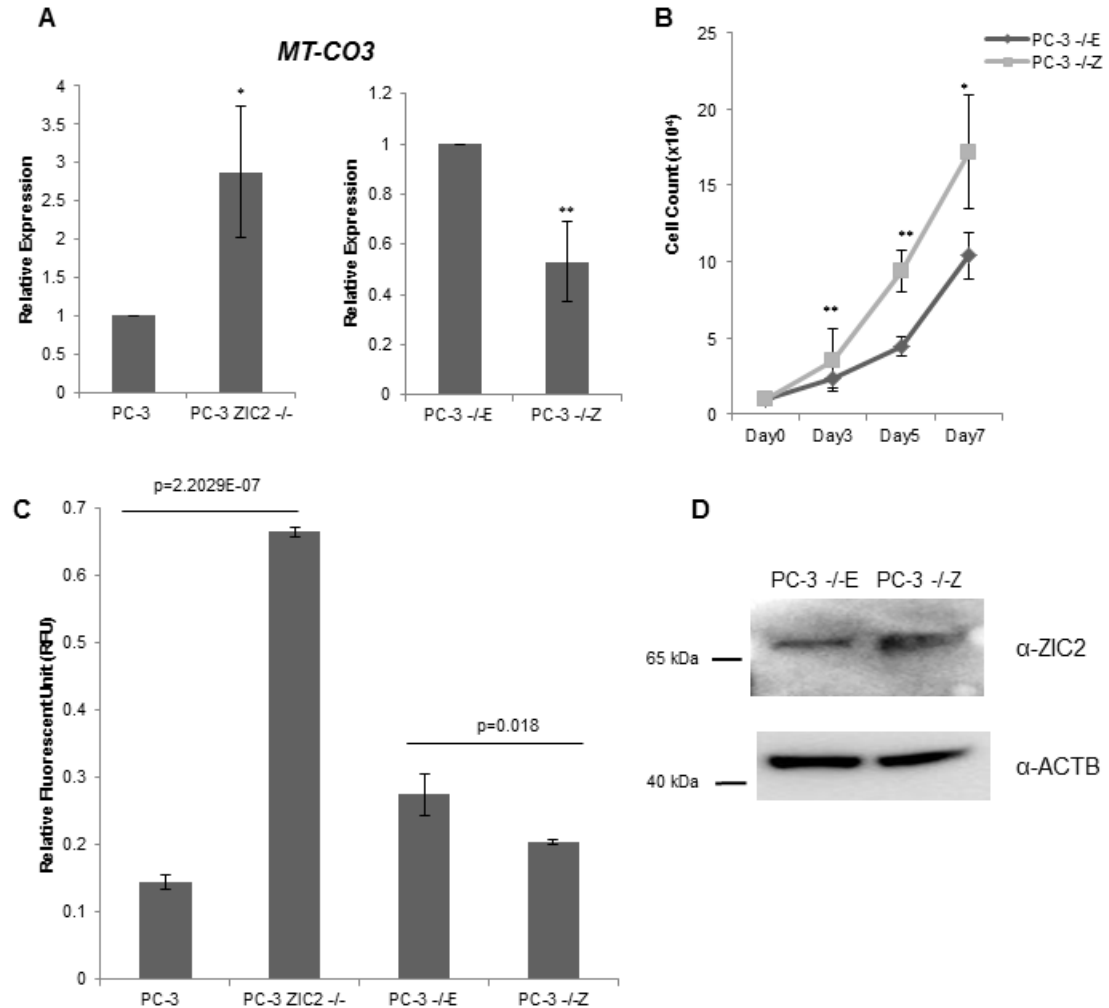 A
MT-CO3
Relative Expression
4
3.5
3
2.5
2
1.5
1
0.5
0
*
PC-3
PC-3 ZIC2 -/-
Relative Expression
1.2
1
0.8
0.6
0.4
0.2
0
**
PC-3 -/-E
PC-3 -/-Z
B
PC-3 -/-E
PC-3 -/-Z
Cell Count (x10⁴)
25
20
15
10
5
0
**
**
*
Day0
Day3
Day5
Day7
C
Relative Fluorescent Unit (RFU)
0.7
0.6
0.5
0.4
0.3
0.2
0.1
0
p=2.2029E-07
p=0.018
PC-3
PC-3 ZIC2 -/-
PC-3 -/-E
PC-3 -/-Z
D
PC-3 -/-E PC-3 -/-Z
65 kDa
α-ZIC2
40 kDa
α-ACTB